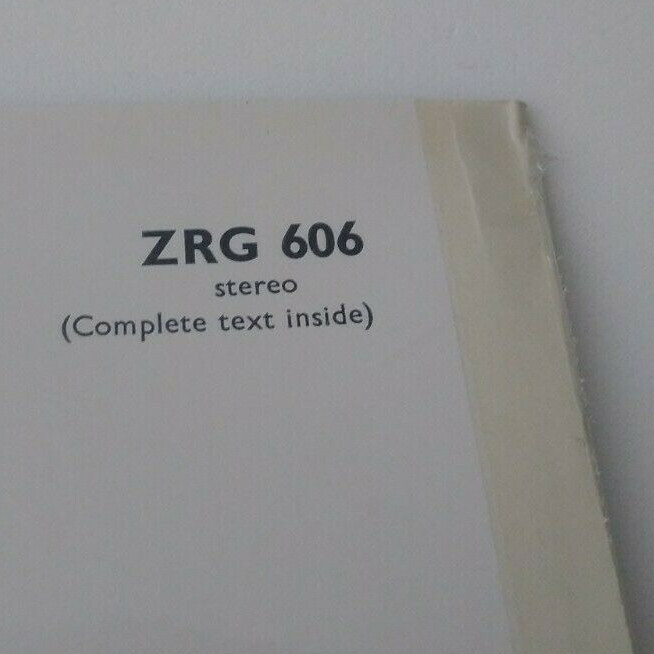 ZRG 606
stereo
(Complete text inside)